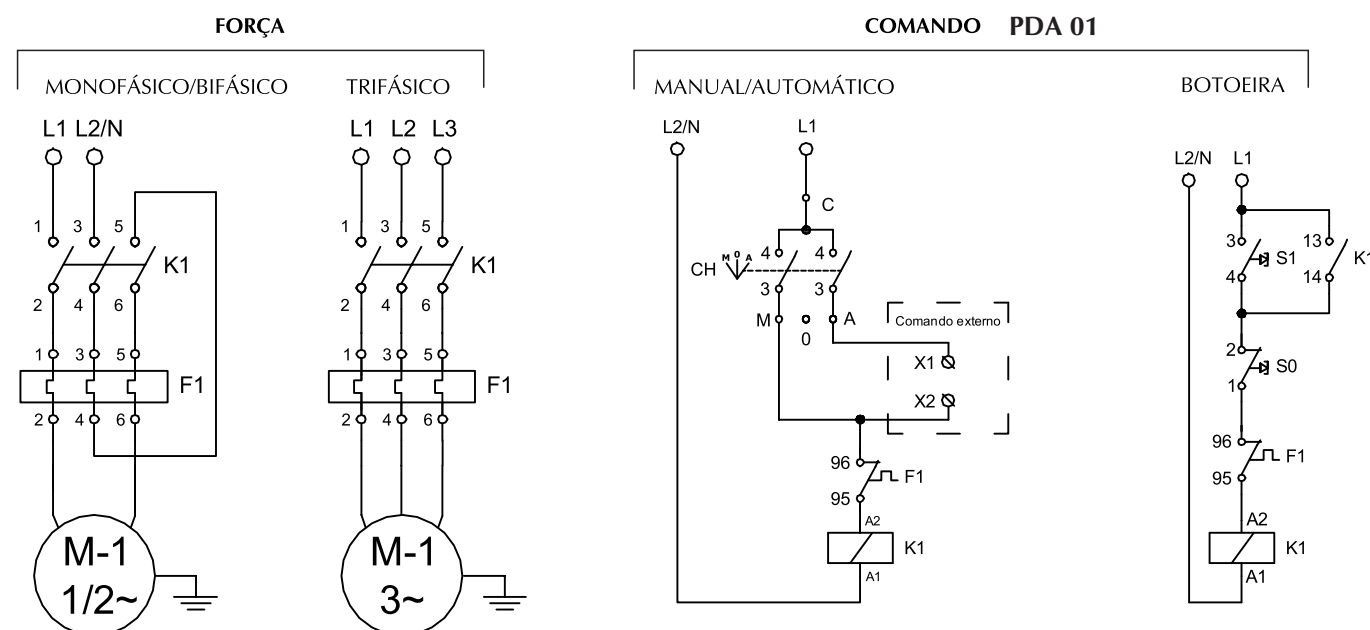 FORÇA
COMANDO PDA 01
MONOFÁSICO/BIFÁSICO
TRIFÁSICO
MANUAL/AUTOMÁTICO
BOTOEIRA
L1 L2/N
L1 L2 L3
L2/N
L1
L2/N
L1
1 3 5
K1
2 4 6
1 3 5
F1
2 4 6
M-1
1/2~
1 3 5
K1
2 4 6
1 3 5
F1
2 4 6
M-1
3~
C
4 4
CH
M 0 A
3 3
M 0 A
Comando externo
X1
X2
96
F1
95
A2
K1
A1
3 13
S1 K1
4 14
2
S0
1
96
F1
95
A2
K1
A1